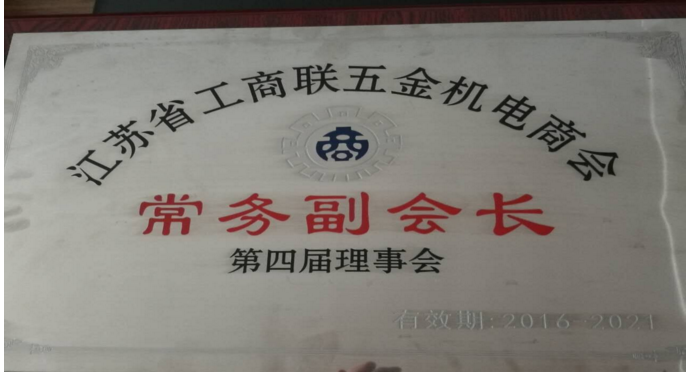 江苏省工商联五金机电商会
常务副会长
第四届理事会
有效期:2016-2021